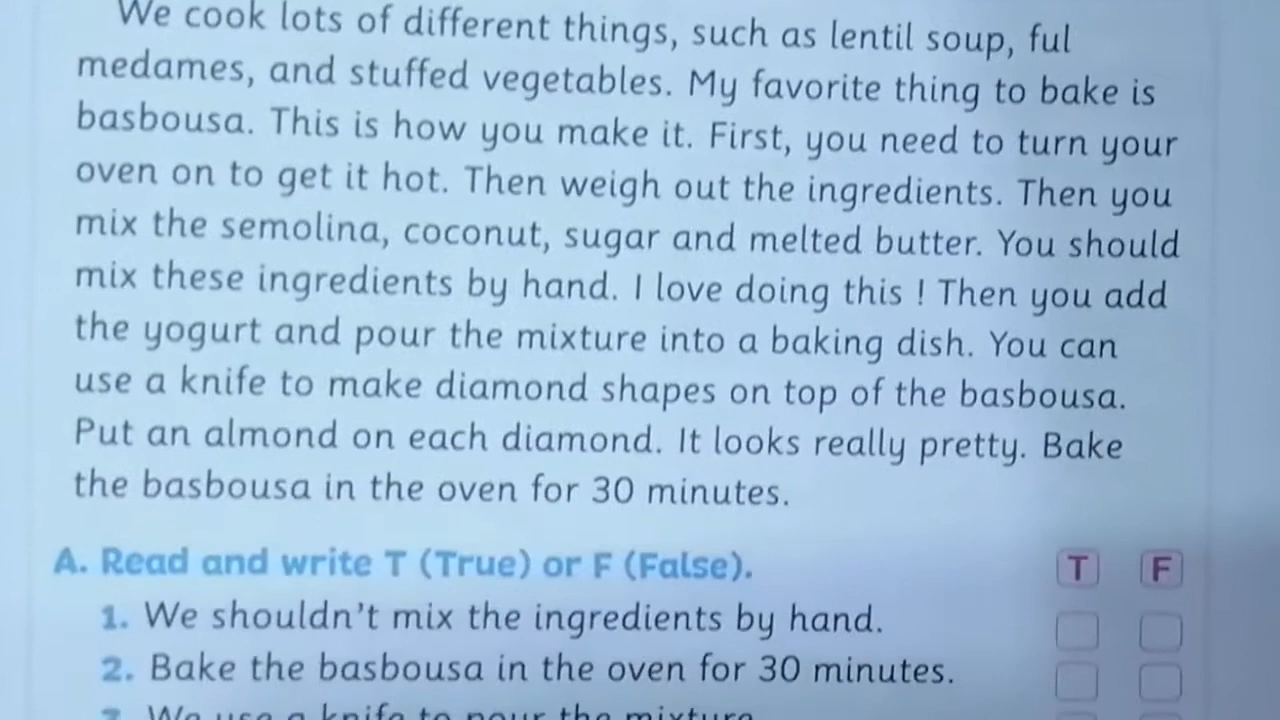 We cook lots of different things, such as lentil soup, ful
medames, and stuffed vegetables. My favorite thing to bake is
basbousa. This is how you make it. First, you need to turn your
oven on to get it hot. Then weigh out the ingredients. Then you
mix the semolina, coconut, sugar and melted butter. You should
mix these ingredients by hand. I love doing this ! Then you add
the yogurt and pour the mixture into a baking dish. You can
use a knife to make diamond shapes on top of the basbousa.
Put an almond on each diamond. It looks really pretty. Bake
the basbousa in the oven for 30 minutes.
A. Read and write T (True) or F (False). T F
1. We shouldn't mix the ingredients by hand.
2. Bake the basbousa in the oven for 30 minutes.
We use a knife to pour the mixture